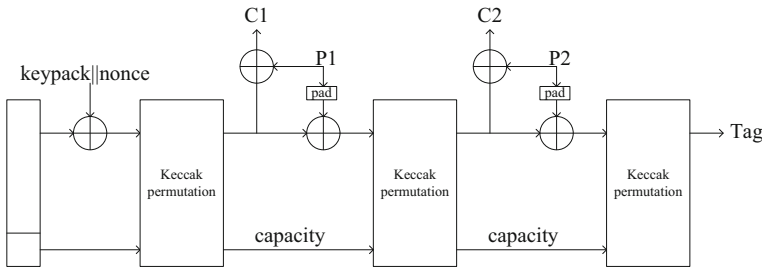 C1
C2
P1
P2
keypack||nonce
pad
pad
Keccak
permutation
Keccak
permutation
Keccak
permutation
Tag
capacity
capacity